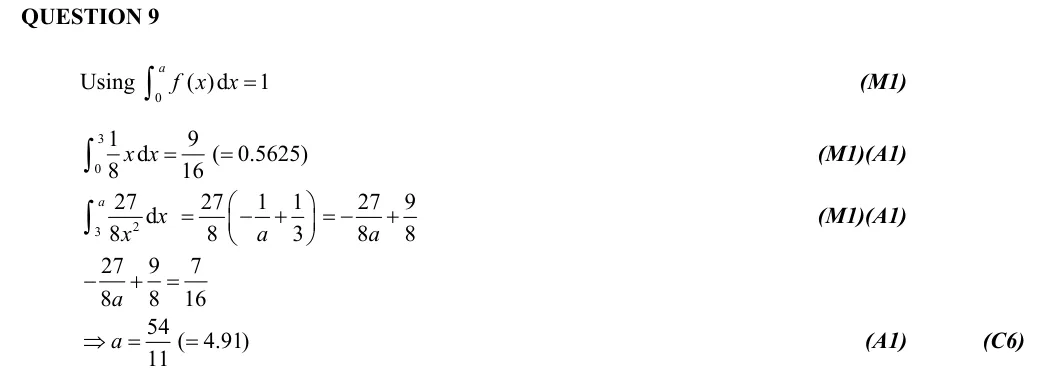 QUESTION 9
Using ∫₀ᵃ f(x)dx = 1 (M1)
∫₀³ 1/8 x dx = 9/16 (= 0.5625) (M1)(A1)
∫₃ᵃ 27/(8x²) dx = 27/8 (−1/a + 1/3) = −27/(8a) + 9/8 (M1)(A1)
−27/(8a) + 9/8 = 7/16
⇒ a = 54/11 (= 4.91) (A1) (C6)